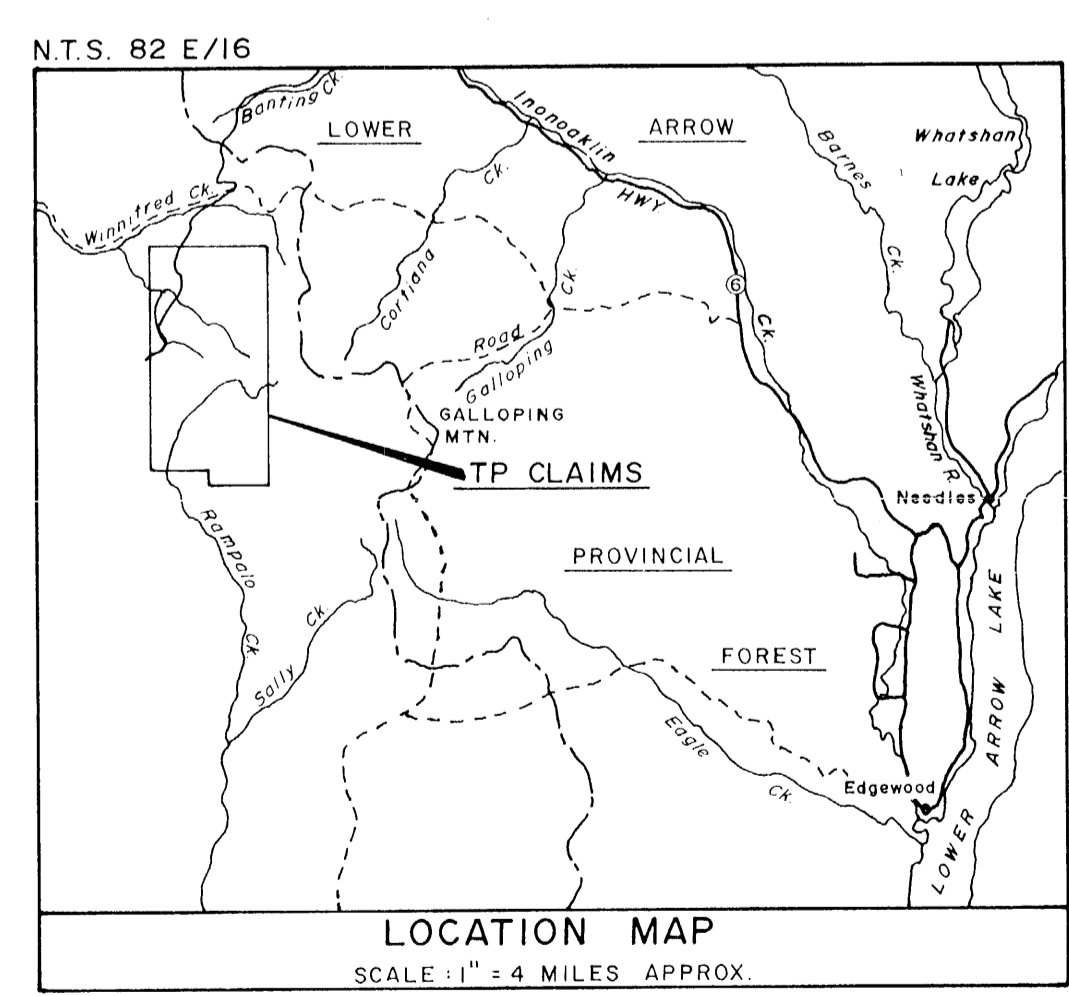 N.T.S. 82 E/16
Banting Ck.
LOWER
Inonoaklin
ARROW
Whatshan
Lake
Barnes
Ck.
Winnifred Ck.
Ck.
HWY.
Cortiana
Ck.
6
Ck.
Road
Galloping
GALLOPING
MTN.
Whatshan R.
TP CLAIMS
Needles
Rampalo
Ck.
PROVINCIAL
LOWER ARROW LAKE
Sally Ck.
FOREST
Eagle
Ck.
Edgewood
LOCATION MAP
SCALE : 1" = 4 MILES APPROX.